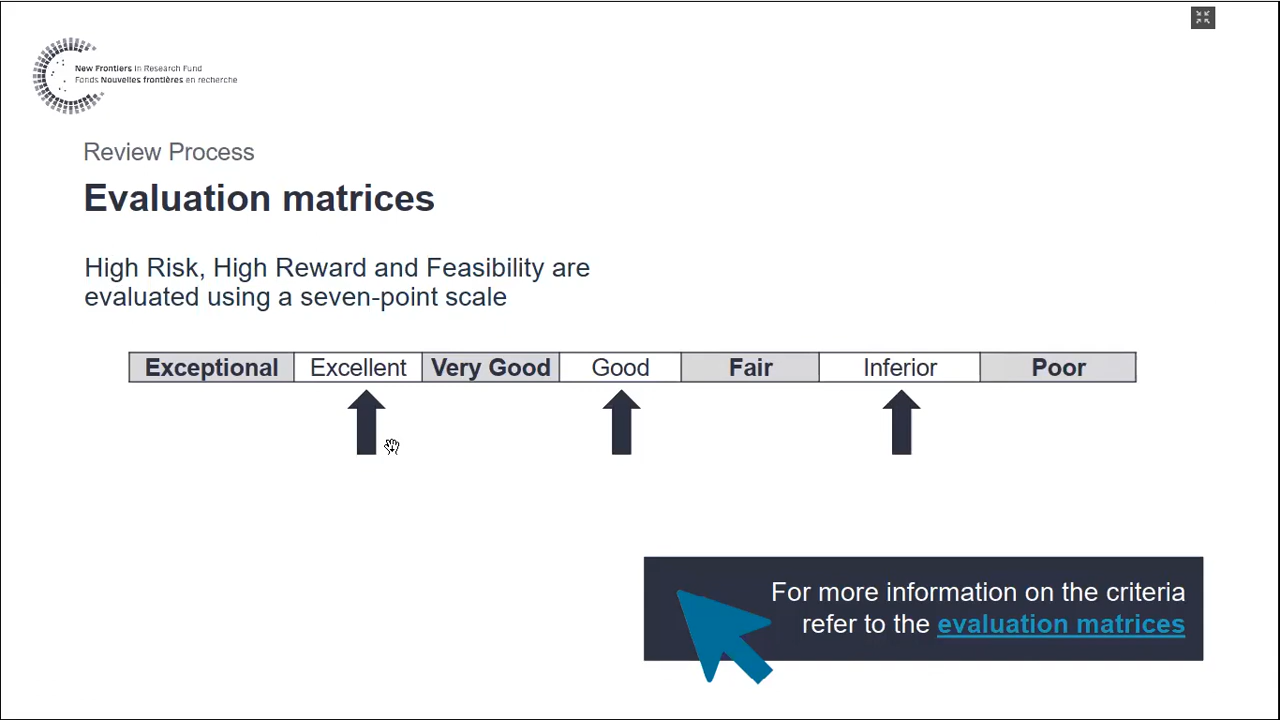 New Frontiers in Research Fund
Fonds Nouvelles frontières en recherche
Review Process
Evaluation matrices
High Risk, High Reward and Feasibility are
evaluated using a seven-point scale
Exceptional Excellent Very Good Good Fair Inferior Poor
For more information on the criteria
refer to the evaluation matrices